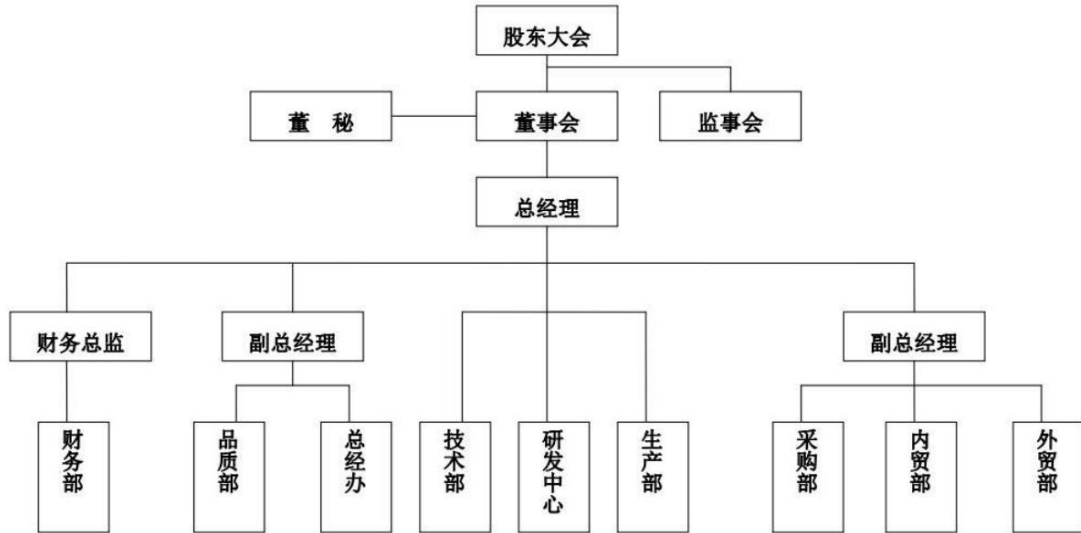 股东大会
董 秘
董事会
监事会
总经理
财务总监
副总经理
副总经理
财务部
品质部
总经办
技术部
研发中心
生产部
采购部
内贸部
外贸部